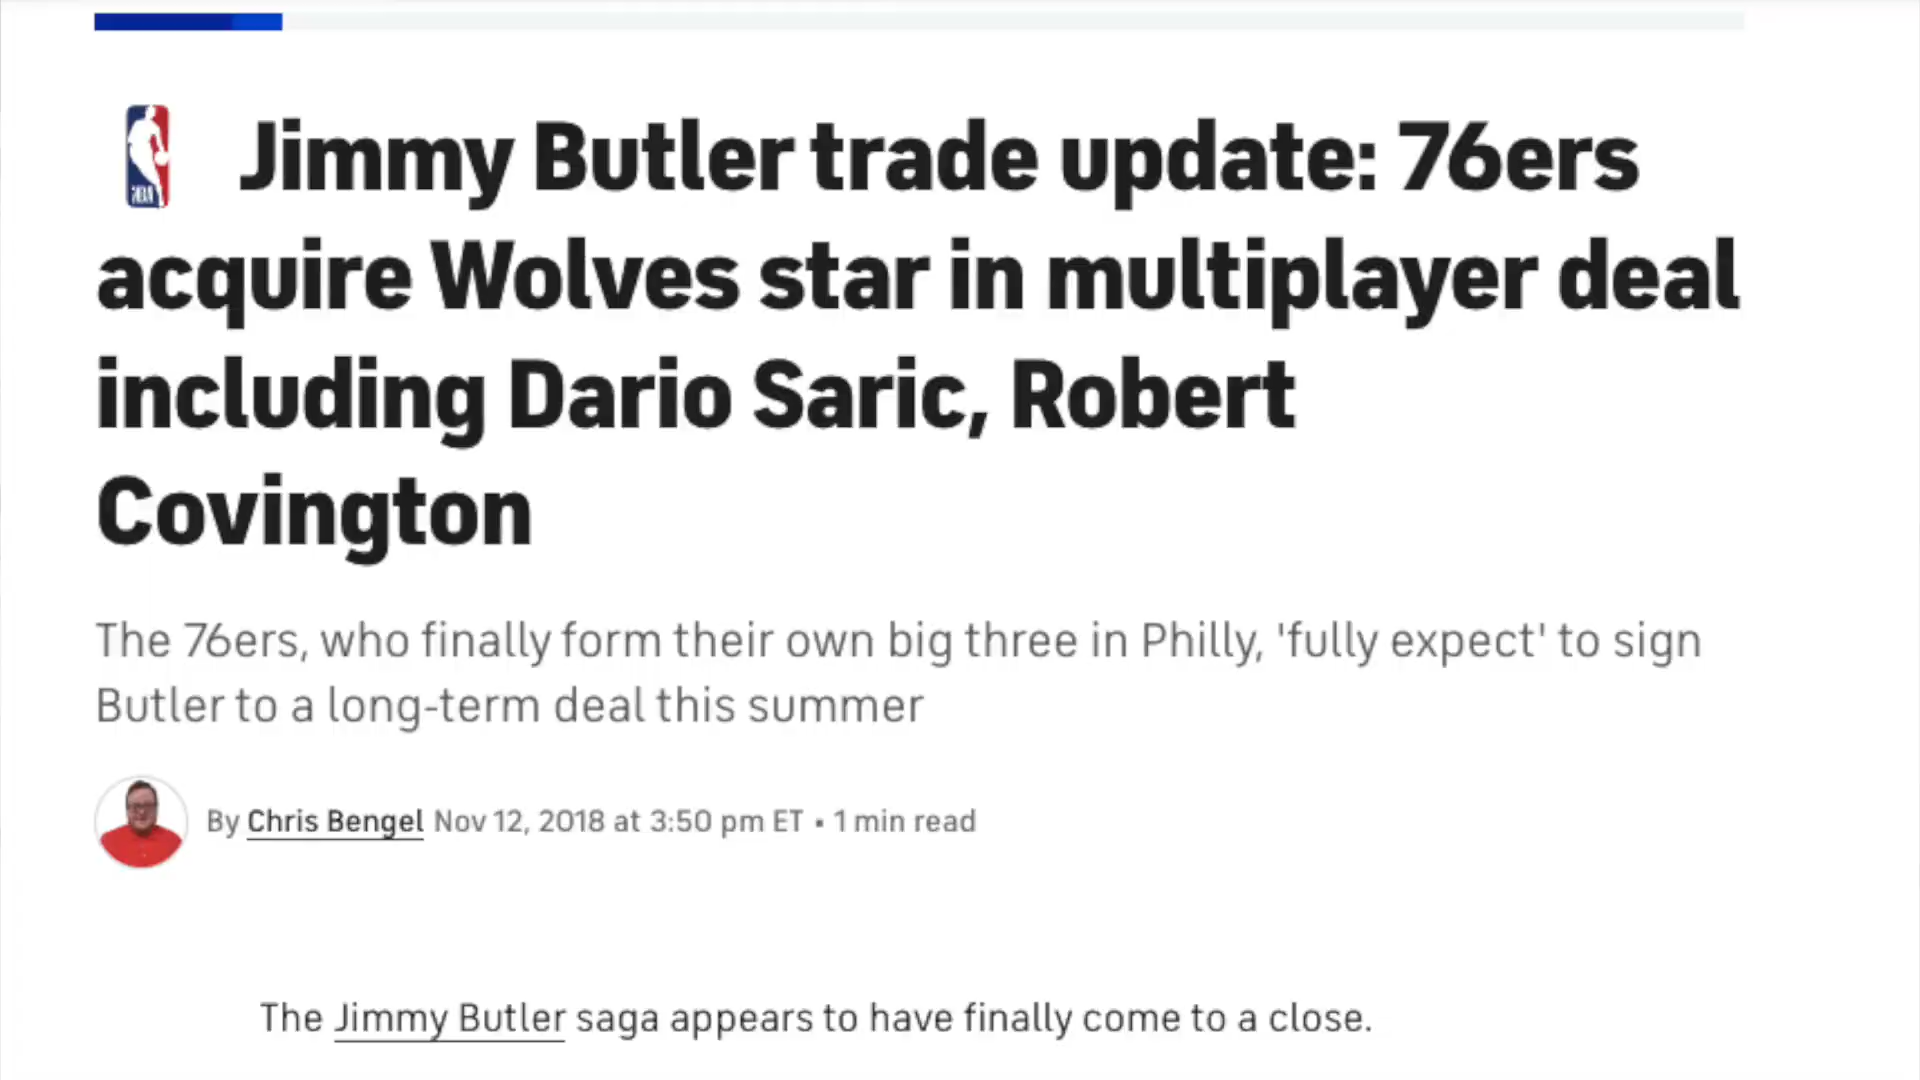 NBA
Jimmy Butler trade update: 76ers
acquire Wolves star in multiplayer deal
including Dario Saric, Robert
Covington
The 76ers, who finally form their own big three in Philly, 'fully expect' to sign
Butler to a long-term deal this summer
By Chris Bengel Nov 12, 2018 at 3:50 pm ET • 1 min read
The Jimmy Butler saga appears to have finally come to a close.